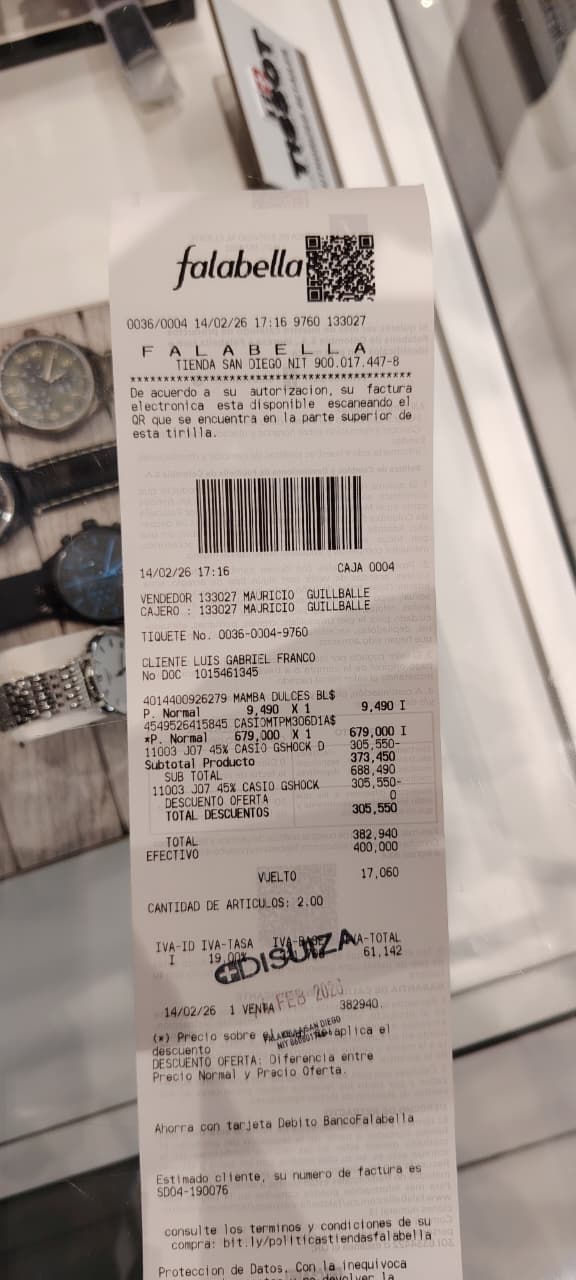 TISSOT
falabella
0036/0004 14/02/26 17:16 9760 133027
F A L A B E L L A
TIENDA SAN DIEGO NIT 900.017.447-8
****************************************
De acuerdo a su autorizacion, su factura
electronica esta disponible escaneando el
QR que se encuentra en la parte superior de
esta tirilla.
14/02/26 17:16 CAJA 0004
VENDEDOR 133027 MAURICIO GUILLBALLE
CAJERO : 133027 MAURICIO GUILLBALLE
TIQUETE No. 0036-0004-9760
CLIENTE LUIS GABRIEL FRANCO
No DOC 1015461345
4014400926279 MAMBA DULCES BL$
P. Normal 9,490 X 1 9,490 I
4549526415845 CASIOMTPM306D1A$
*P. Normal 679,000 X 1 679,000 I
11003 J07 45% CASIO GSHOCK D 305,550-
Subtotal Producto 373,450
SUB TOTAL 688,490
11003 J07 45% CASIO GSHOCK 305,550-
DESCUENTO OFERTA 0
TOTAL DESCUENTOS 305,550
TOTAL 382,940
EFECTIVO 400,000
VUELTO 17,060
CANTIDAD DE ARTICULOS: 2.00
IVA-ID IVA-TASA IVA-BASE IVA-TOTAL
I 19.00% 61,142
DISUIZA
FEB 202
14/02/26 1 VENTA 382940.
(*) Precio sobre el aplica el
SAN DIEGO
NIT
descuento
DESCUENTO OFERTA: Diferencia entre
Precio Normal y Precio Oferta.
Ahorra con tarjeta Debito BancoFalabella
Estimado cliente, su numero de factura es
SD04-190076
consulte los terminos y condiciones de su
compra: bit.ly/politicastiendasfalabella
Proteccion de Datos. Con la inequivoca
devolver la